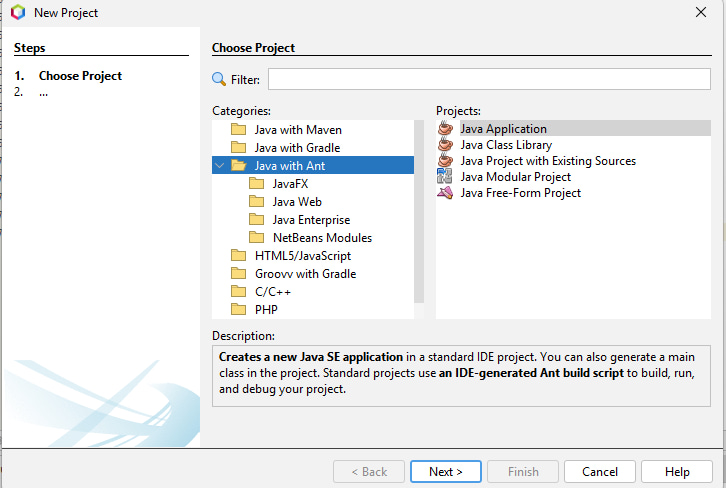 New Project
Steps
1. Choose Project
2. ...
Choose Project
Filter:
Categories:
Java with Maven
Java with Gradle
Java with Ant
JavaFX
Java Web
Java Enterprise
NetBeans Modules
HTML5/JavaScript
Groovy with Gradle
C/C++
PHP
Projects:
Java Application
Java Class Library
Java Project with Existing Sources
Java Modular Project
Java Free-Form Project
Description:
Creates a new Java SE application in a standard IDE project. You can also generate a main
class in the project. Standard projects use an IDE-generated Ant build script to build, run,
and debug your project.
< Back
Next >
Finish
Cancel
Help